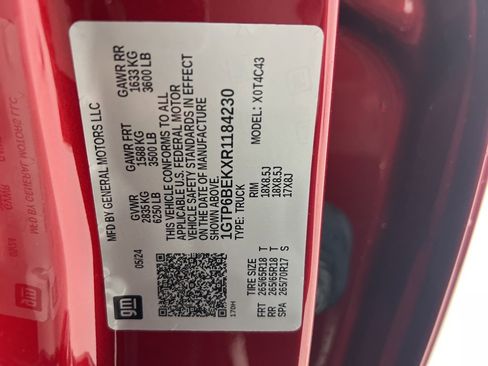 MFD BY GENERAL MOTORS LLC
05/24
GVWR
2835 KG
6250 LB
GAWR FRT
1588 KG
3500 LB
GAWR RR
1633 KG
3600 LB
THIS VEHICLE CONFORMS TO ALL
APPLICABLE U.S. FEDERAL MOTOR
VEHICLE SAFETY STANDARDS IN EFFECT
ON THE DATE OF MANUFACTURE
SHOWN ABOVE.
1GTP6BEKXR1184230
TYPE: TRUCK
MODEL: X0T4C43
170H
TIRE SIZE RIM
FRT 265/65R18 T 18X8.5J
RR 265/65R18 T 18X8.5J
SPA 265/70R17 S 17X8J
gm